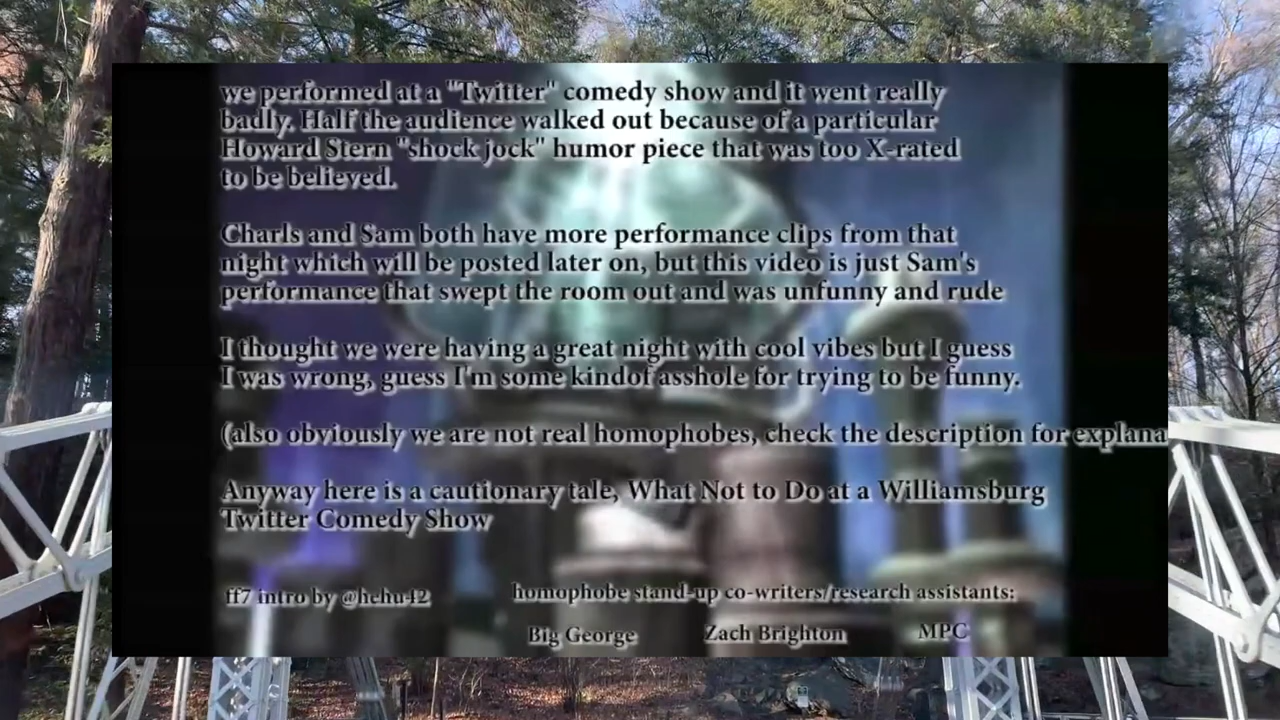 we performed at a "Twitter" comedy show and it went really
badly. Half the audience walked out because of a particular
Howard Stern "shock jock" humor piece that was too X-rated
to be believed.
Charls and Sam both have more performance clips from that
night which will be posted later on, but this video is just Sam's
performance that swept the room out and was unfunny and rude
I thought we were having a great night with cool vibes but I guess
I was wrong, guess I'm some kindof asshole for trying to be funny.
(also obviously we are not real homophobes, check the description for explana
Anyway here is a cautionary tale, What Not to Do at a Williamsburg
Twitter Comedy Show
ff7 intro by @hehu42
homophobe stand-up co-writers/research assistants:
Big George Zach Brighton MPC